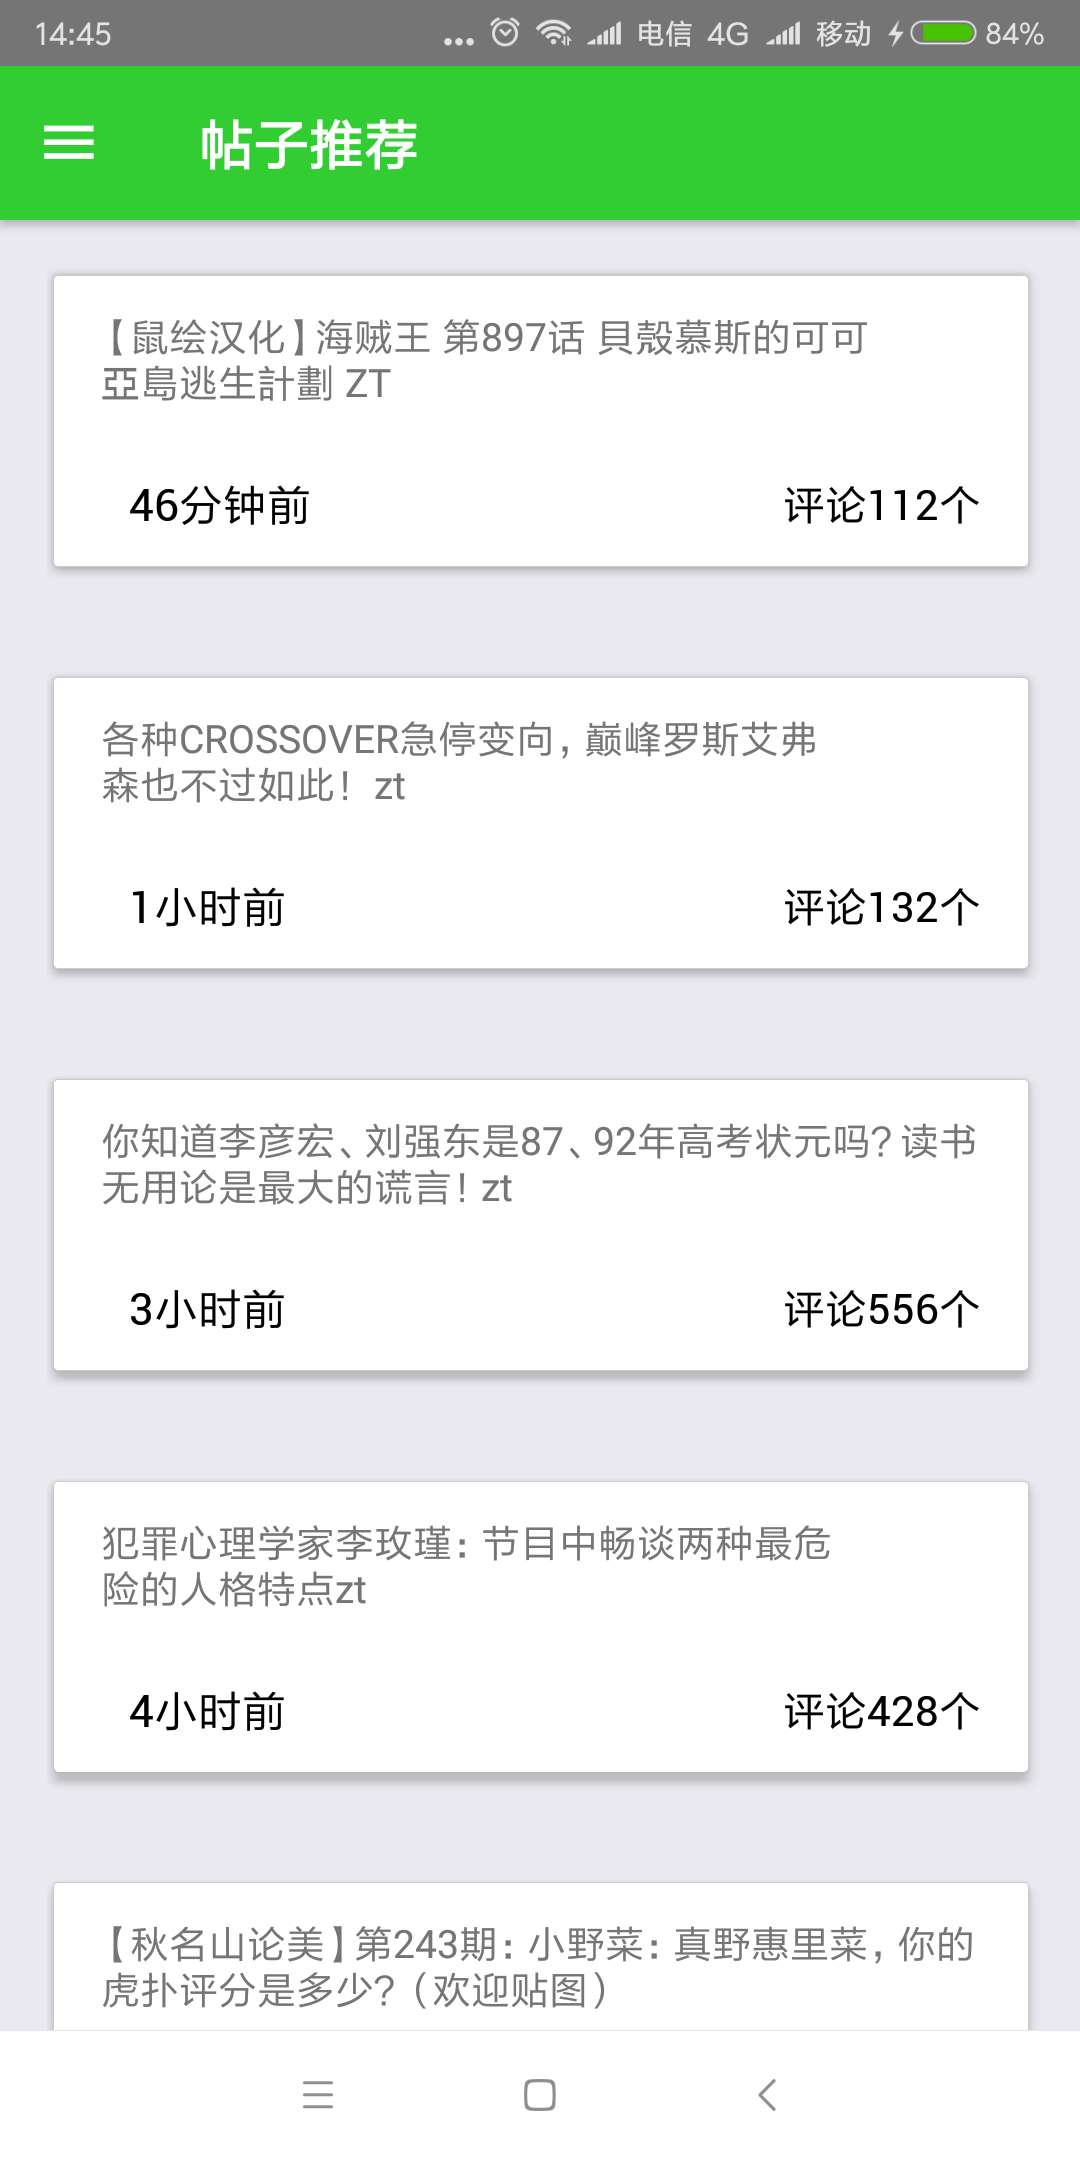 14:45
电信 4G 移动 84%
帖子推荐
【鼠绘汉化】海贼王 第897话 貝殼慕斯的可可
亞島逃生計劃 ZT
46分钟前 评论112个
各种CROSSOVER急停变向，巅峰罗斯艾弗
森也不过如此！zt
1小时前 评论132个
你知道李彦宏、刘强东是87、92年高考状元吗？读书
无用论是最大的谎言！zt
3小时前 评论556个
犯罪心理学家李玫瑾：节目中畅谈两种最危
险的人格特点zt
4小时前 评论428个
【秋名山论美】第243期：小野菜：真野惠里菜，你的
虎扑评分是多少？（欢迎贴图）